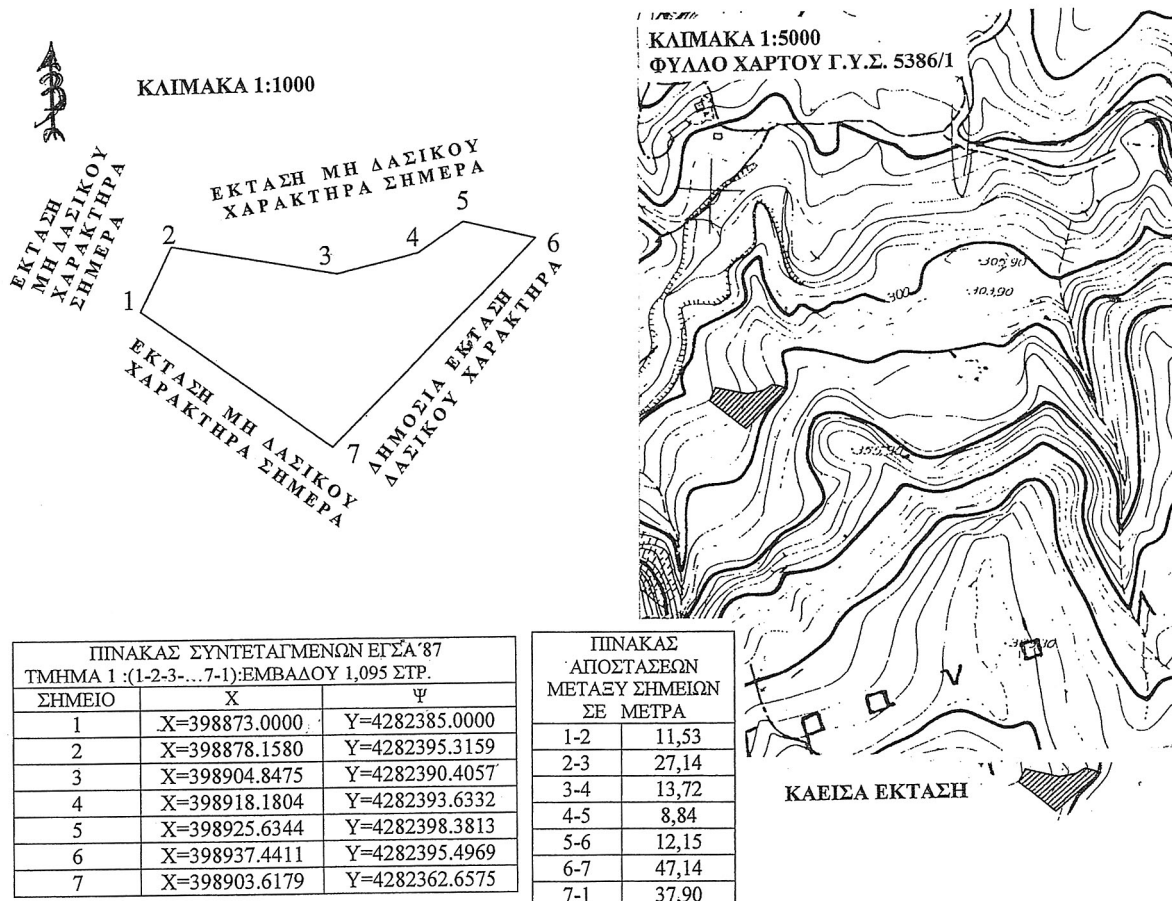 ΚΛΙΜΑΚΑ 1:1000
ΕΚΤΑΣΗ
ΜΗ ΔΑΣΙΚΟΥ
ΧΑΡΑΚΤΗΡΑ
ΣΗΜΕΡΑ
ΕΚΤΑΣΗ ΜΗ ΔΑΣΙΚΟΥ
ΧΑΡΑΚΤΗΡΑ ΣΗΜΕΡΑ
1
2
3
4
5
6
7
ΕΚΤΑΣΗ ΜΗ ΔΑΣΙΚΟΥ
ΧΑΡΑΚΤΗΡΑ ΣΗΜΕΡΑ
ΔΗΜΟΣΙΑ ΕΚΤΑΣΗ
ΔΑΣΙΚΟΥ ΧΑΡΑΚΤΗΡΑ
ΚΛΙΜΑΚΑ 1:5000
ΦΥΛΛΟ ΧΑΡΤΟΥ Γ.Υ.Σ. 5386/1
300
ΚΑΕΙΣΑ ΕΚΤΑΣΗ
ΠΙΝΑΚΑΣ ΣΥΝΤΕΤΑΓΜΕΝΩΝ ΕΓΣΑ'87
ΤΜΗΜΑ 1 :(1-2-3-...7-1):ΕΜΒΑΔΟΥ 1,095 ΣΤΡ.
ΣΗΜΕΙΟ Χ Ψ
1 X=398873.0000 Y=4282385.0000
2 X=398878.1580 Y=4282395.3159
3 X=398904.8475 Y=4282390.4057
4 X=398918.1804 Y=4282393.6332
5 X=398925.6344 Y=4282398.3813
6 X=398937.4411 Y=4282395.4969
7 X=398903.6179 Y=4282362.6575
ΠΙΝΑΚΑΣ
ΑΠΟΣΤΑΣΕΩΝ
ΜΕΤΑΞΥ ΣΗΜΕΙΩΝ
ΣΕ ΜΕΤΡΑ
1-2 11,53
2-3 27,14
3-4 13,72
4-5 8,84
5-6 12,15
6-7 47,14
7-1 37,90